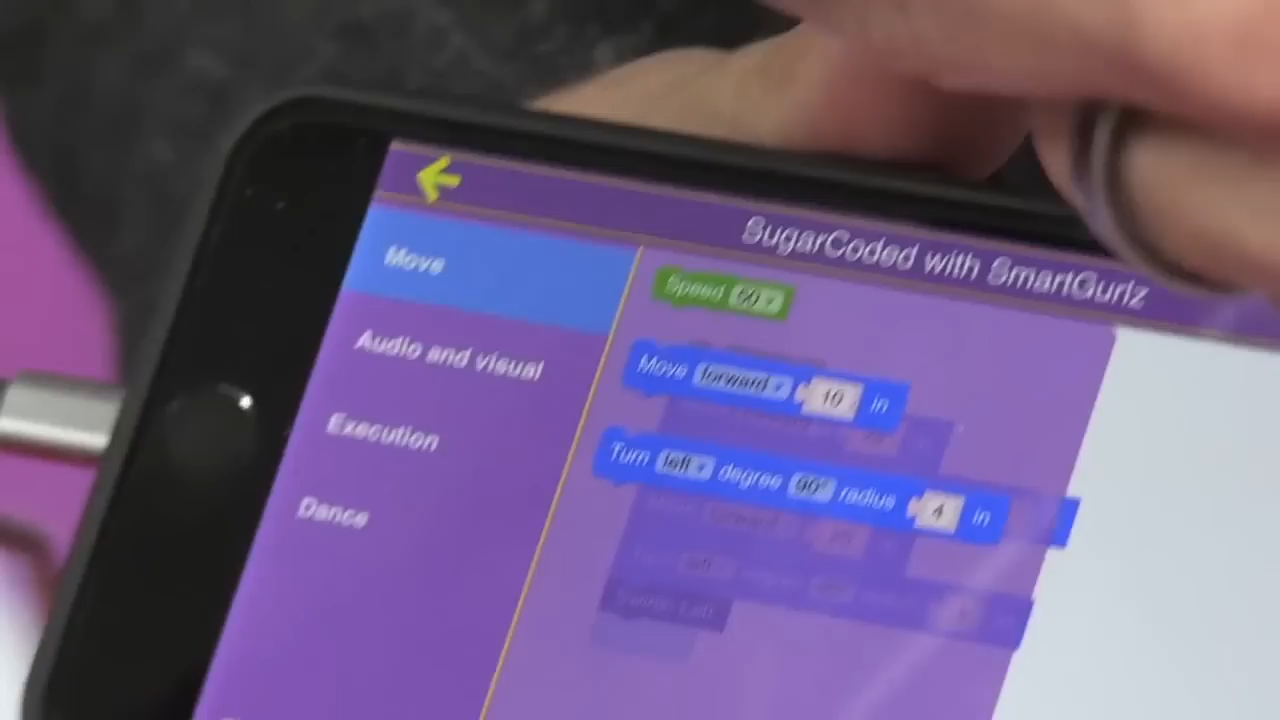 SugarCoded with SmartGurlz
Move
Audio and visual
Execution
Dance
Speed 60
Move forward 10 in
Turn left degree 90° radius 4 in